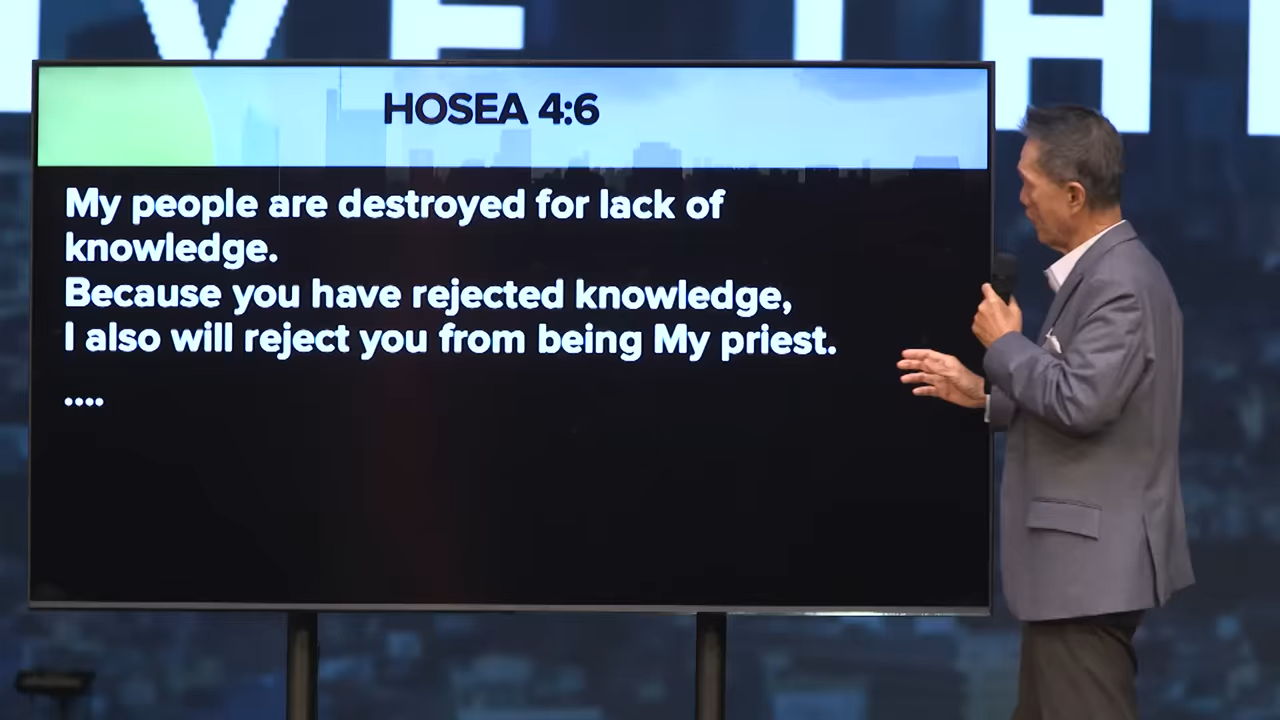 HOSEA 4:6
My people are destroyed for lack of
knowledge.
Because you have rejected knowledge,
I also will reject you from being My priest.
....